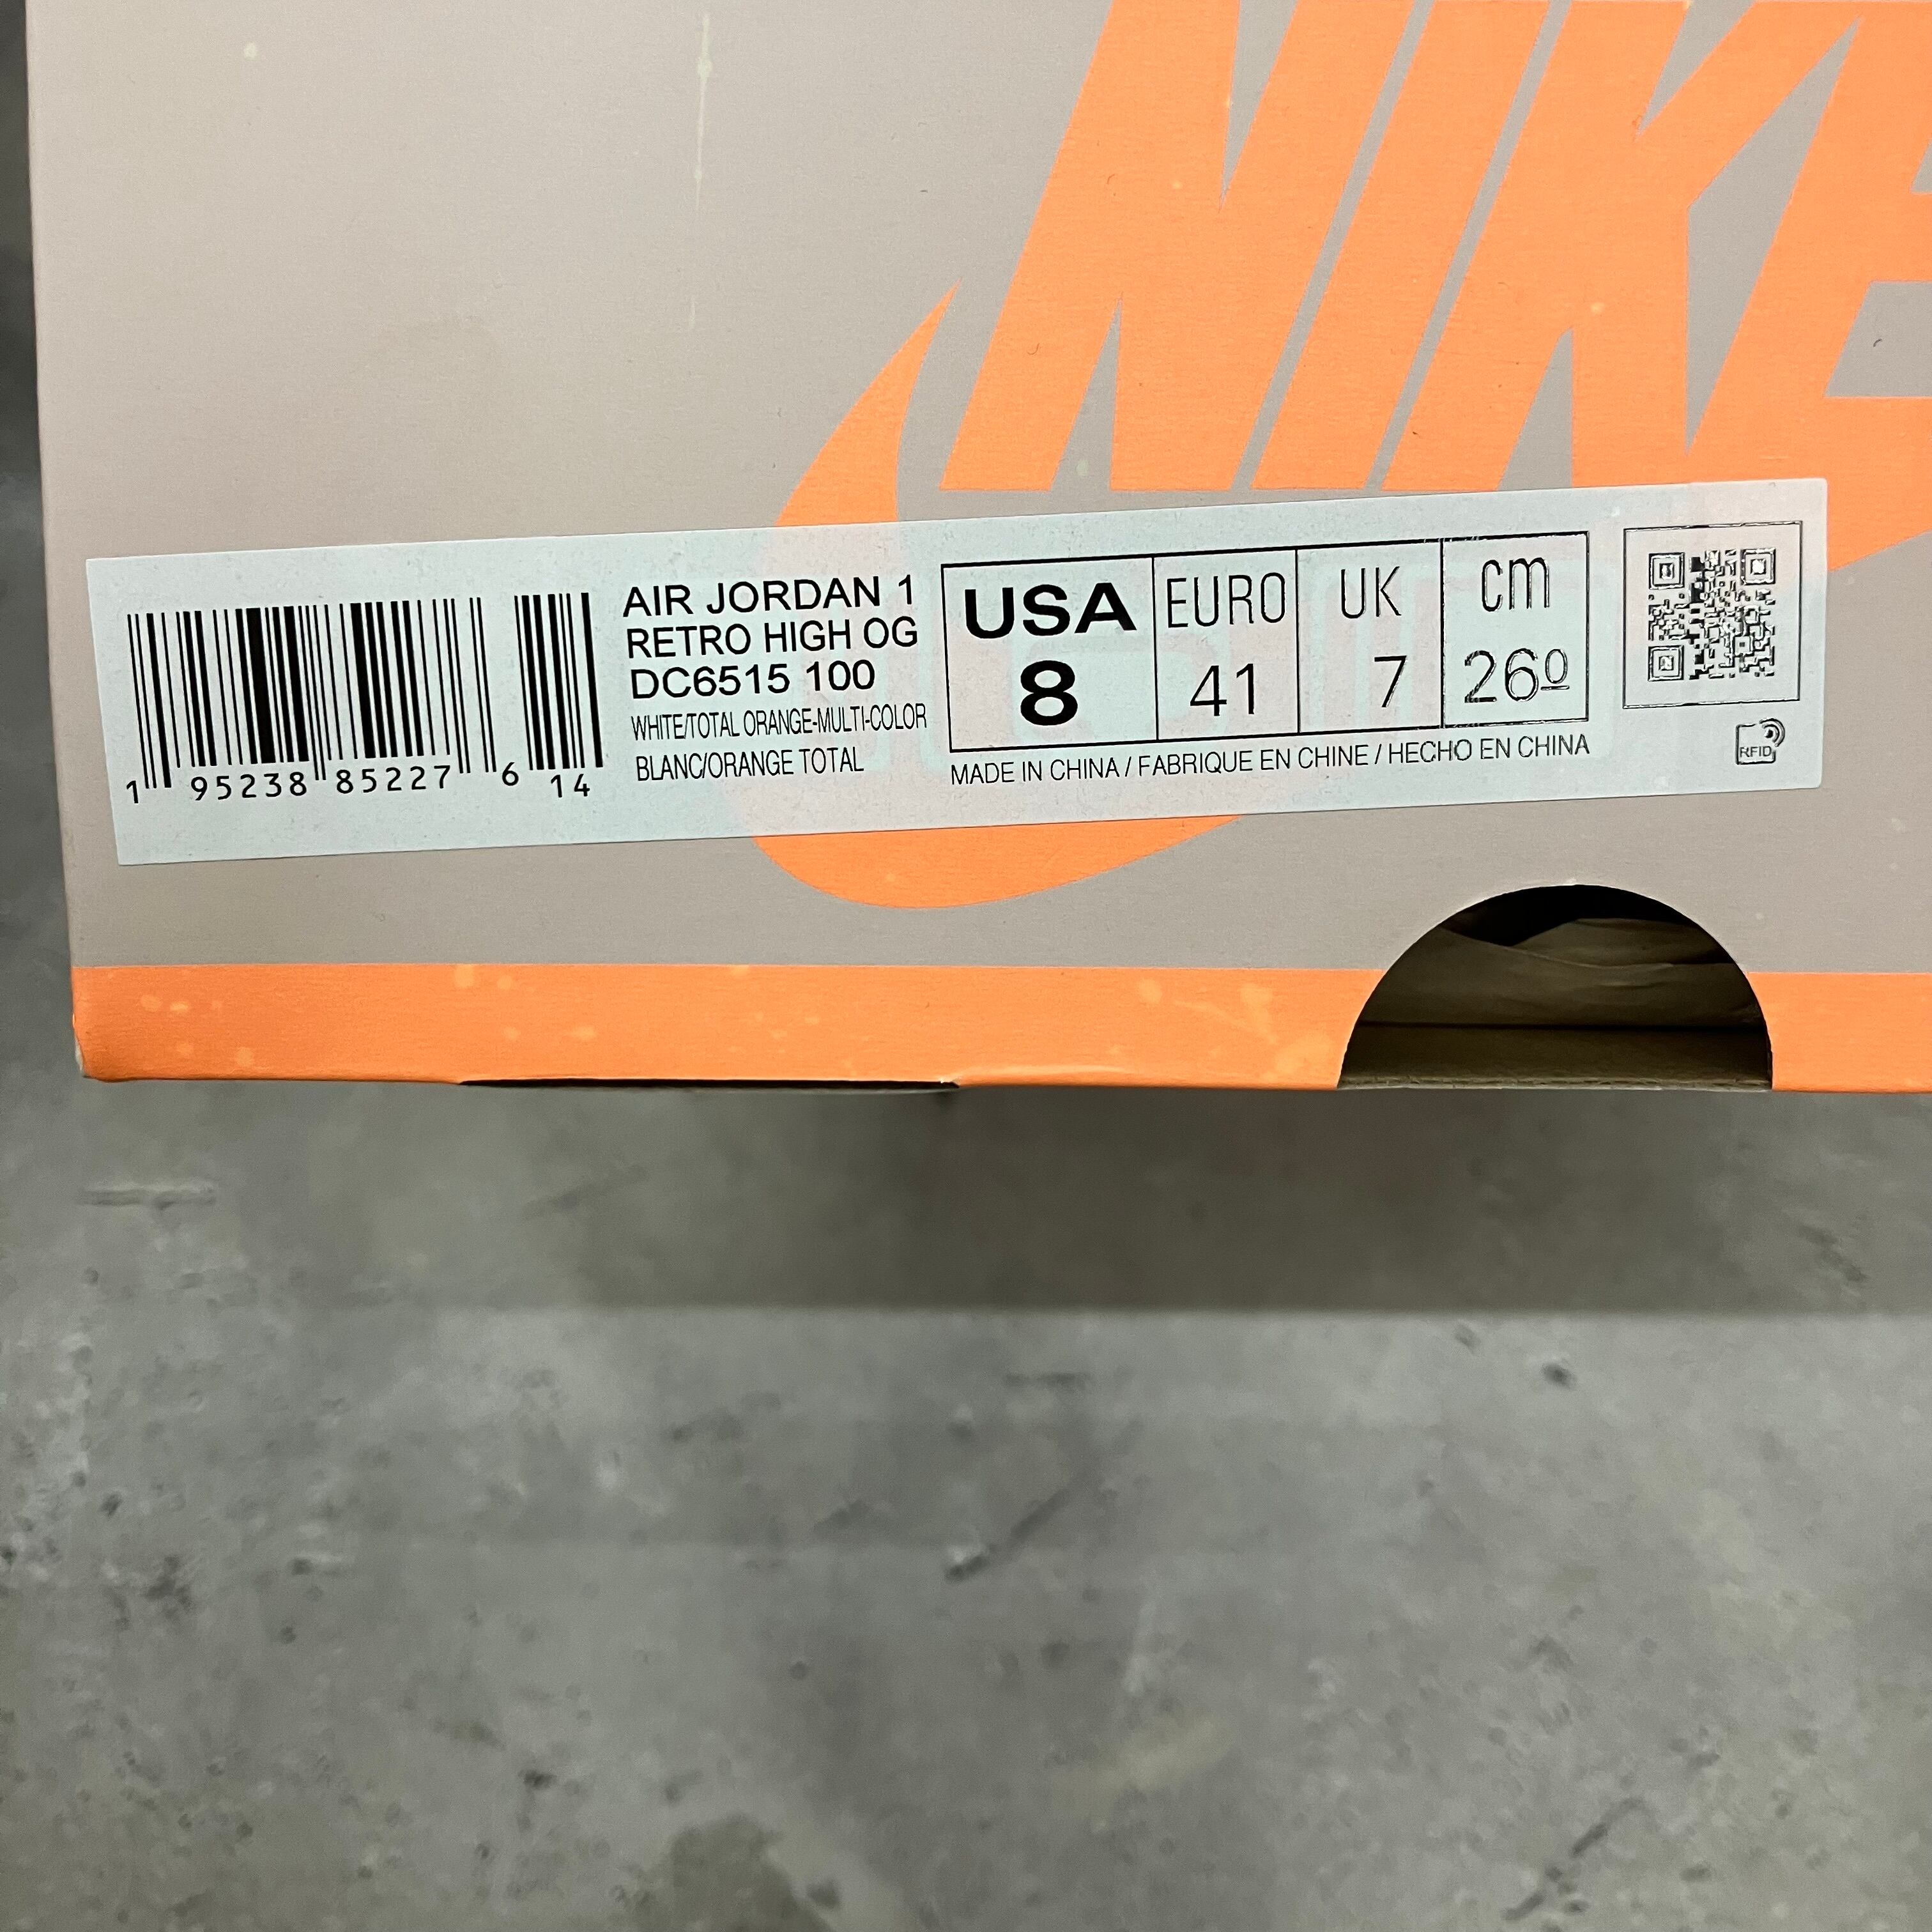 NIKE
AIR JORDAN 1
RETRO HIGH OG
DC6515 100
WHITE/TOTAL ORANGE-MULTI-COLOR
BLANC/ORANGE TOTAL
1 95238 85227 6 14
USA EURO UK cm
8 41 7 26º
MADE IN CHINA / FABRIQUE EN CHINE / HECHO EN CHINA
RFID